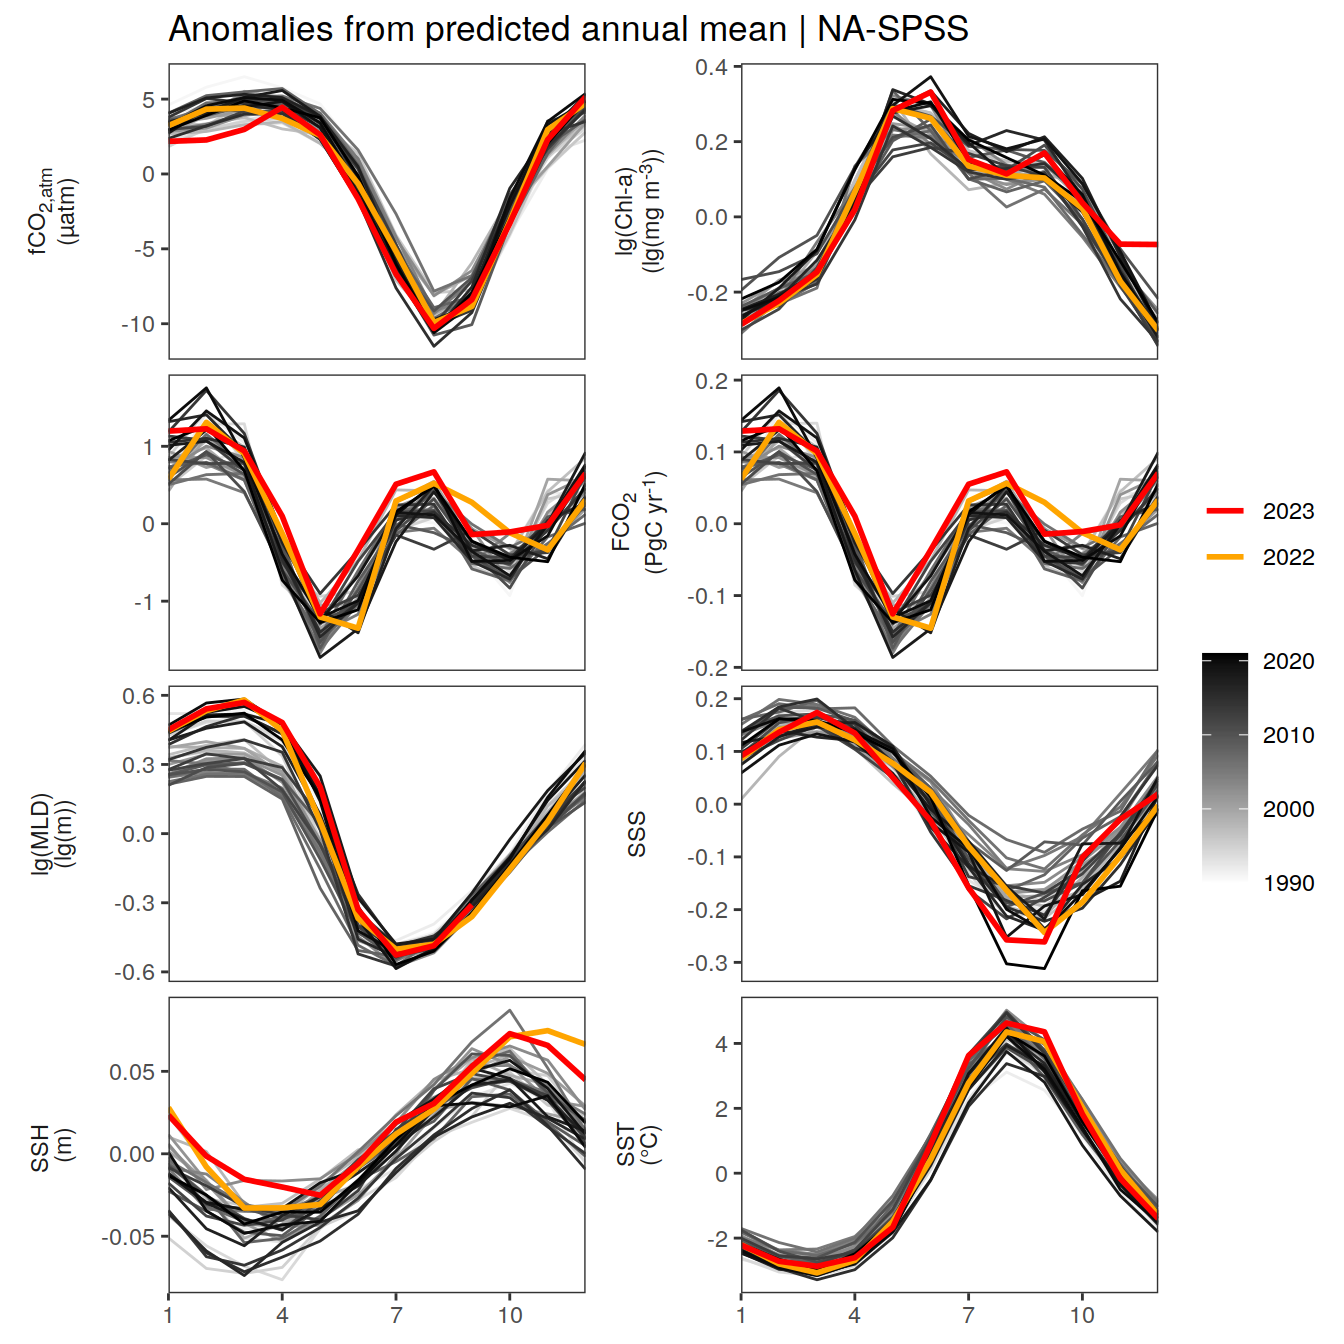 Anomalies from predicted annual mean | NA-SPSS
fCO2,atm
(µatm)
5
0
-5
-10
lg(Chl-a)
(lg(mg m-3))
0.4
0.2
0.0
-0.2
1
0
-1
FCO2
(PgC yr-1)
0.2
0.1
0.0
-0.1
-0.2
lg(MLD)
(lg(m))
0.6
0.3
0.0
-0.3
-0.6
SSS
0.2
0.1
0.0
-0.1
-0.2
-0.3
SSH
(m)
0.05
0.00
-0.05
1 4 7 10
SST
(°C)
4
2
0
-2
1 4 7 10
2023
2022
2020
2010
2000
1990